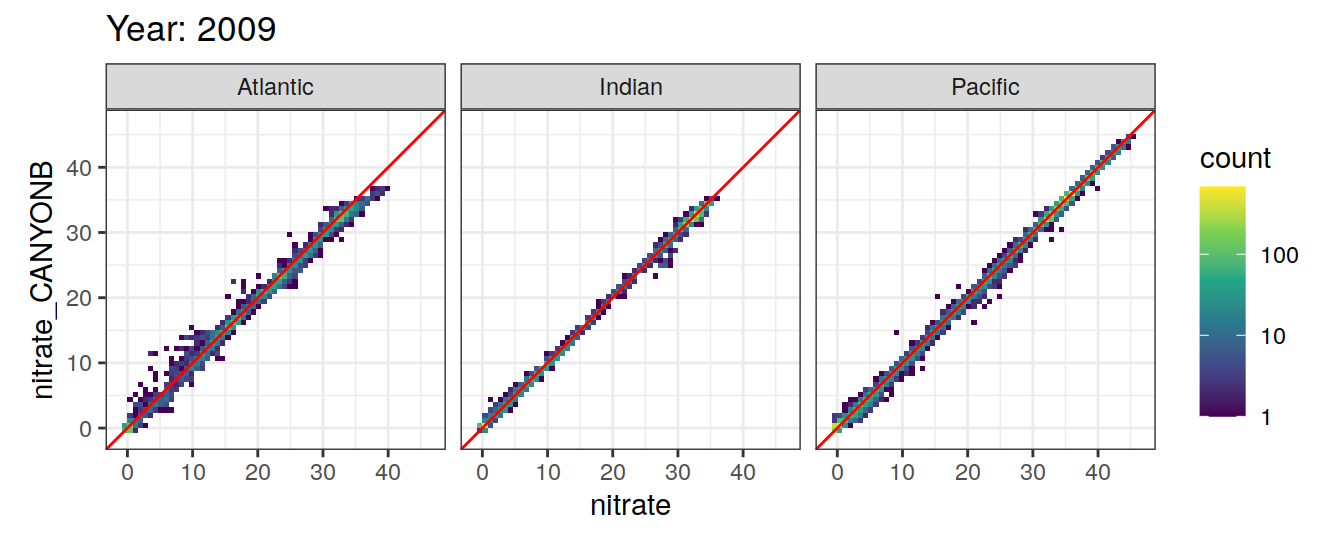 Year: 2009
Atlantic
Indian
Pacific
nitrate_CANYONB
40
30
20
10
0
0 10 20 30 40
0 10 20 30 40
0 10 20 30 40
nitrate
count
100
10
1